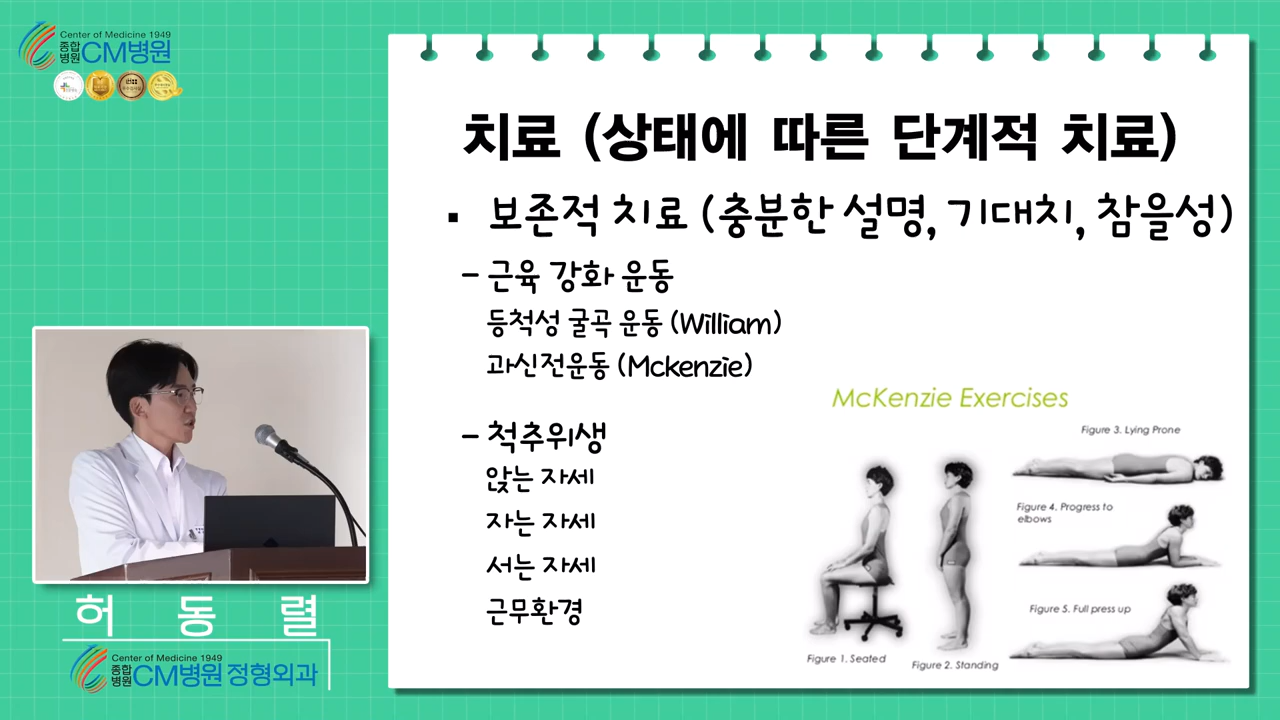 Center of Medicine 1949
종합병원 CM병원
치료 (상태에 따른 단계적 치료)
▪ 보존적 치료 (충분한 설명, 기대치, 참을성)
- 근육 강화 운동
등척성 굴곡 운동 (William)
과신전운동 (Mckenzie)
- 척추위생
앉는 자세
자는 자세
서는 자세
근무환경
McKenzie Exercises
Figure 3. Lying Prone
Figure 4. Progress to
elbows
Figure 5. Full press up
Figure 1. Seated
Figure 2. Standing
허 동 렬
Center of Medicine 1949
종합병원 CM병원 정형외과